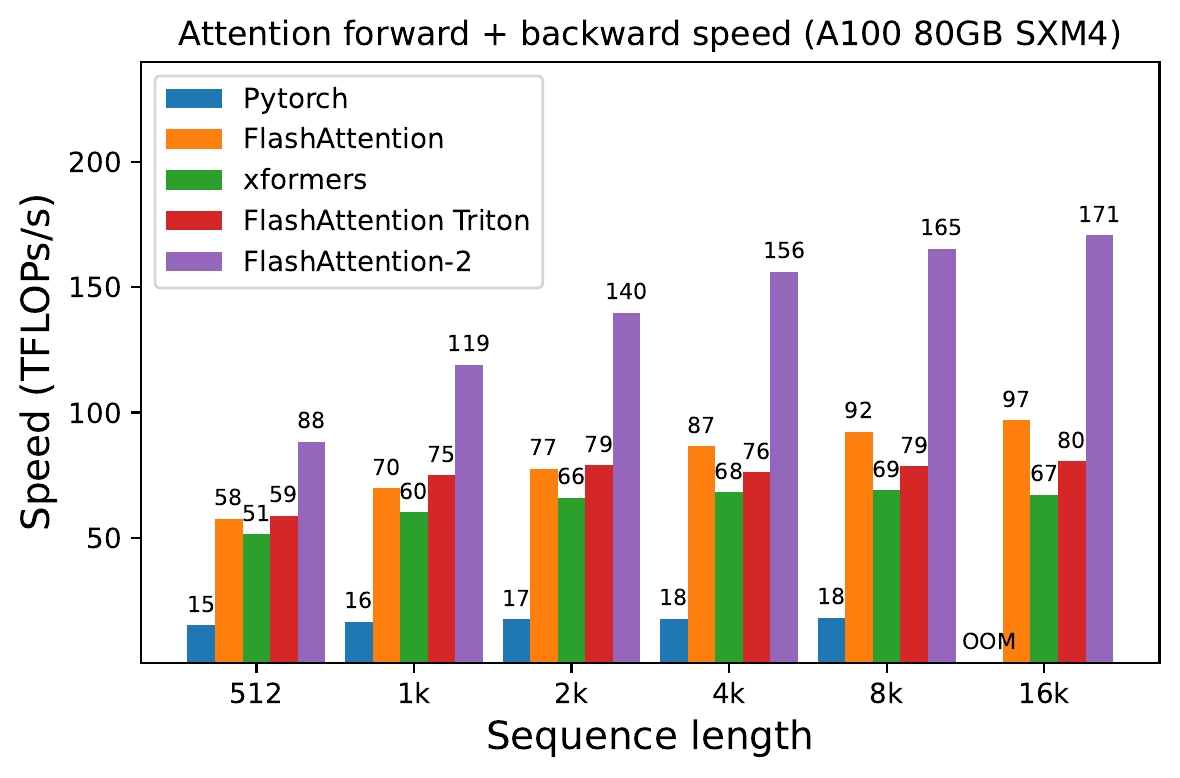 Attention forward + backward speed (A100 80GB SXM4)
Pytorch
FlashAttention
xformers
FlashAttention Triton
FlashAttention-2
Speed (TFLOPs/s)
200
150
100
50
15 58 51 59 88
16 70 60 75 119
17 77 66 79 140
18 87 68 76 156
18 92 69 79 165
OOM 97 67 80 171
512 1k 2k 4k 8k 16k
Sequence length